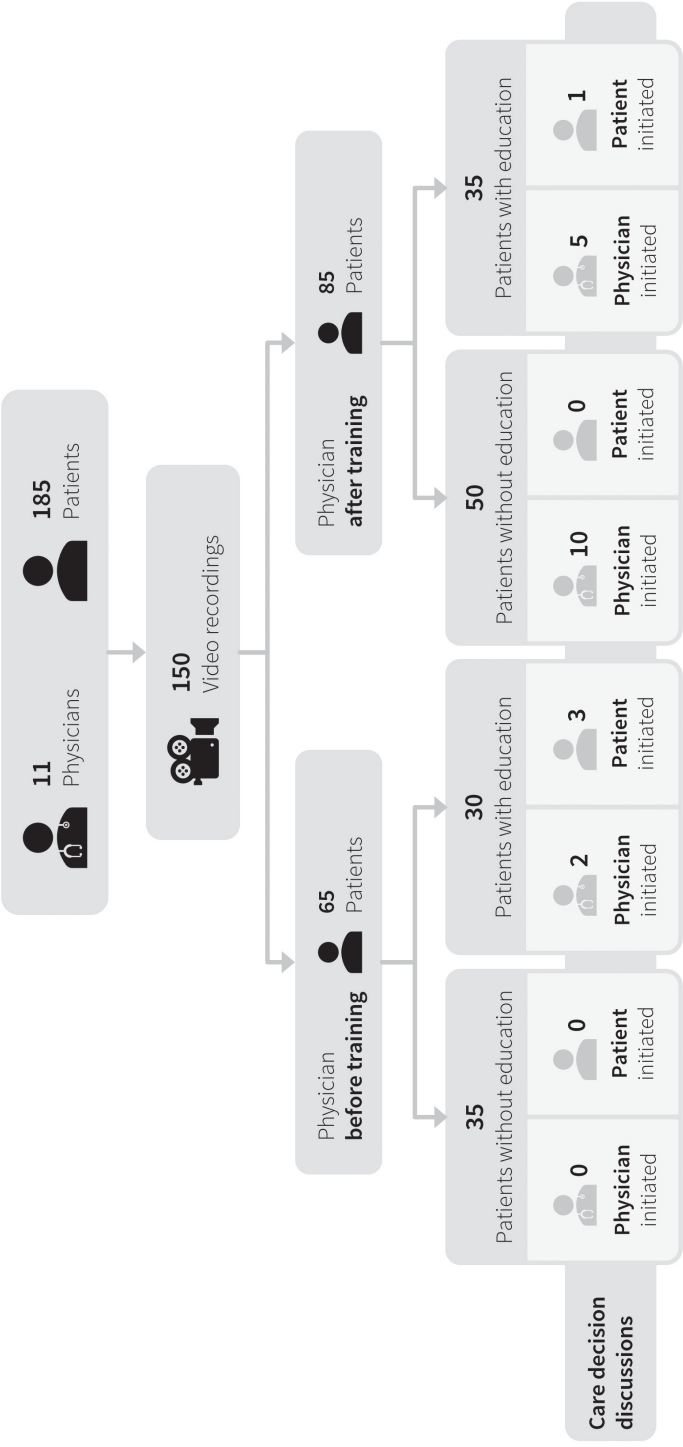 11
Physicians
185
Patients
150
Video recordings
Physician
before training
65
Patients
Physician
after training
85
Patients
35
Patients without education
30
Patients with education
50
Patients without education
35
Patients with education
Care decision
discussions
0
Physician
initiated
0
Patient
initiated
2
Physician
initiated
3
Patient
initiated
10
Physician
initiated
0
Patient
initiated
5
Physician
initiated
1
Patient
initiated